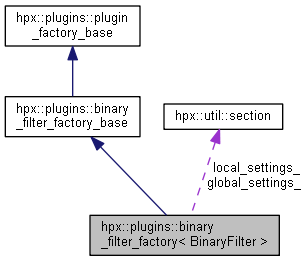 hpx::plugins::plugin
_factory_base
hpx::plugins::binary
_filter_factory_base
hpx::util::section
local_settings_
global_settings_
hpx::plugins::binary
_filter_factory< BinaryFilter >